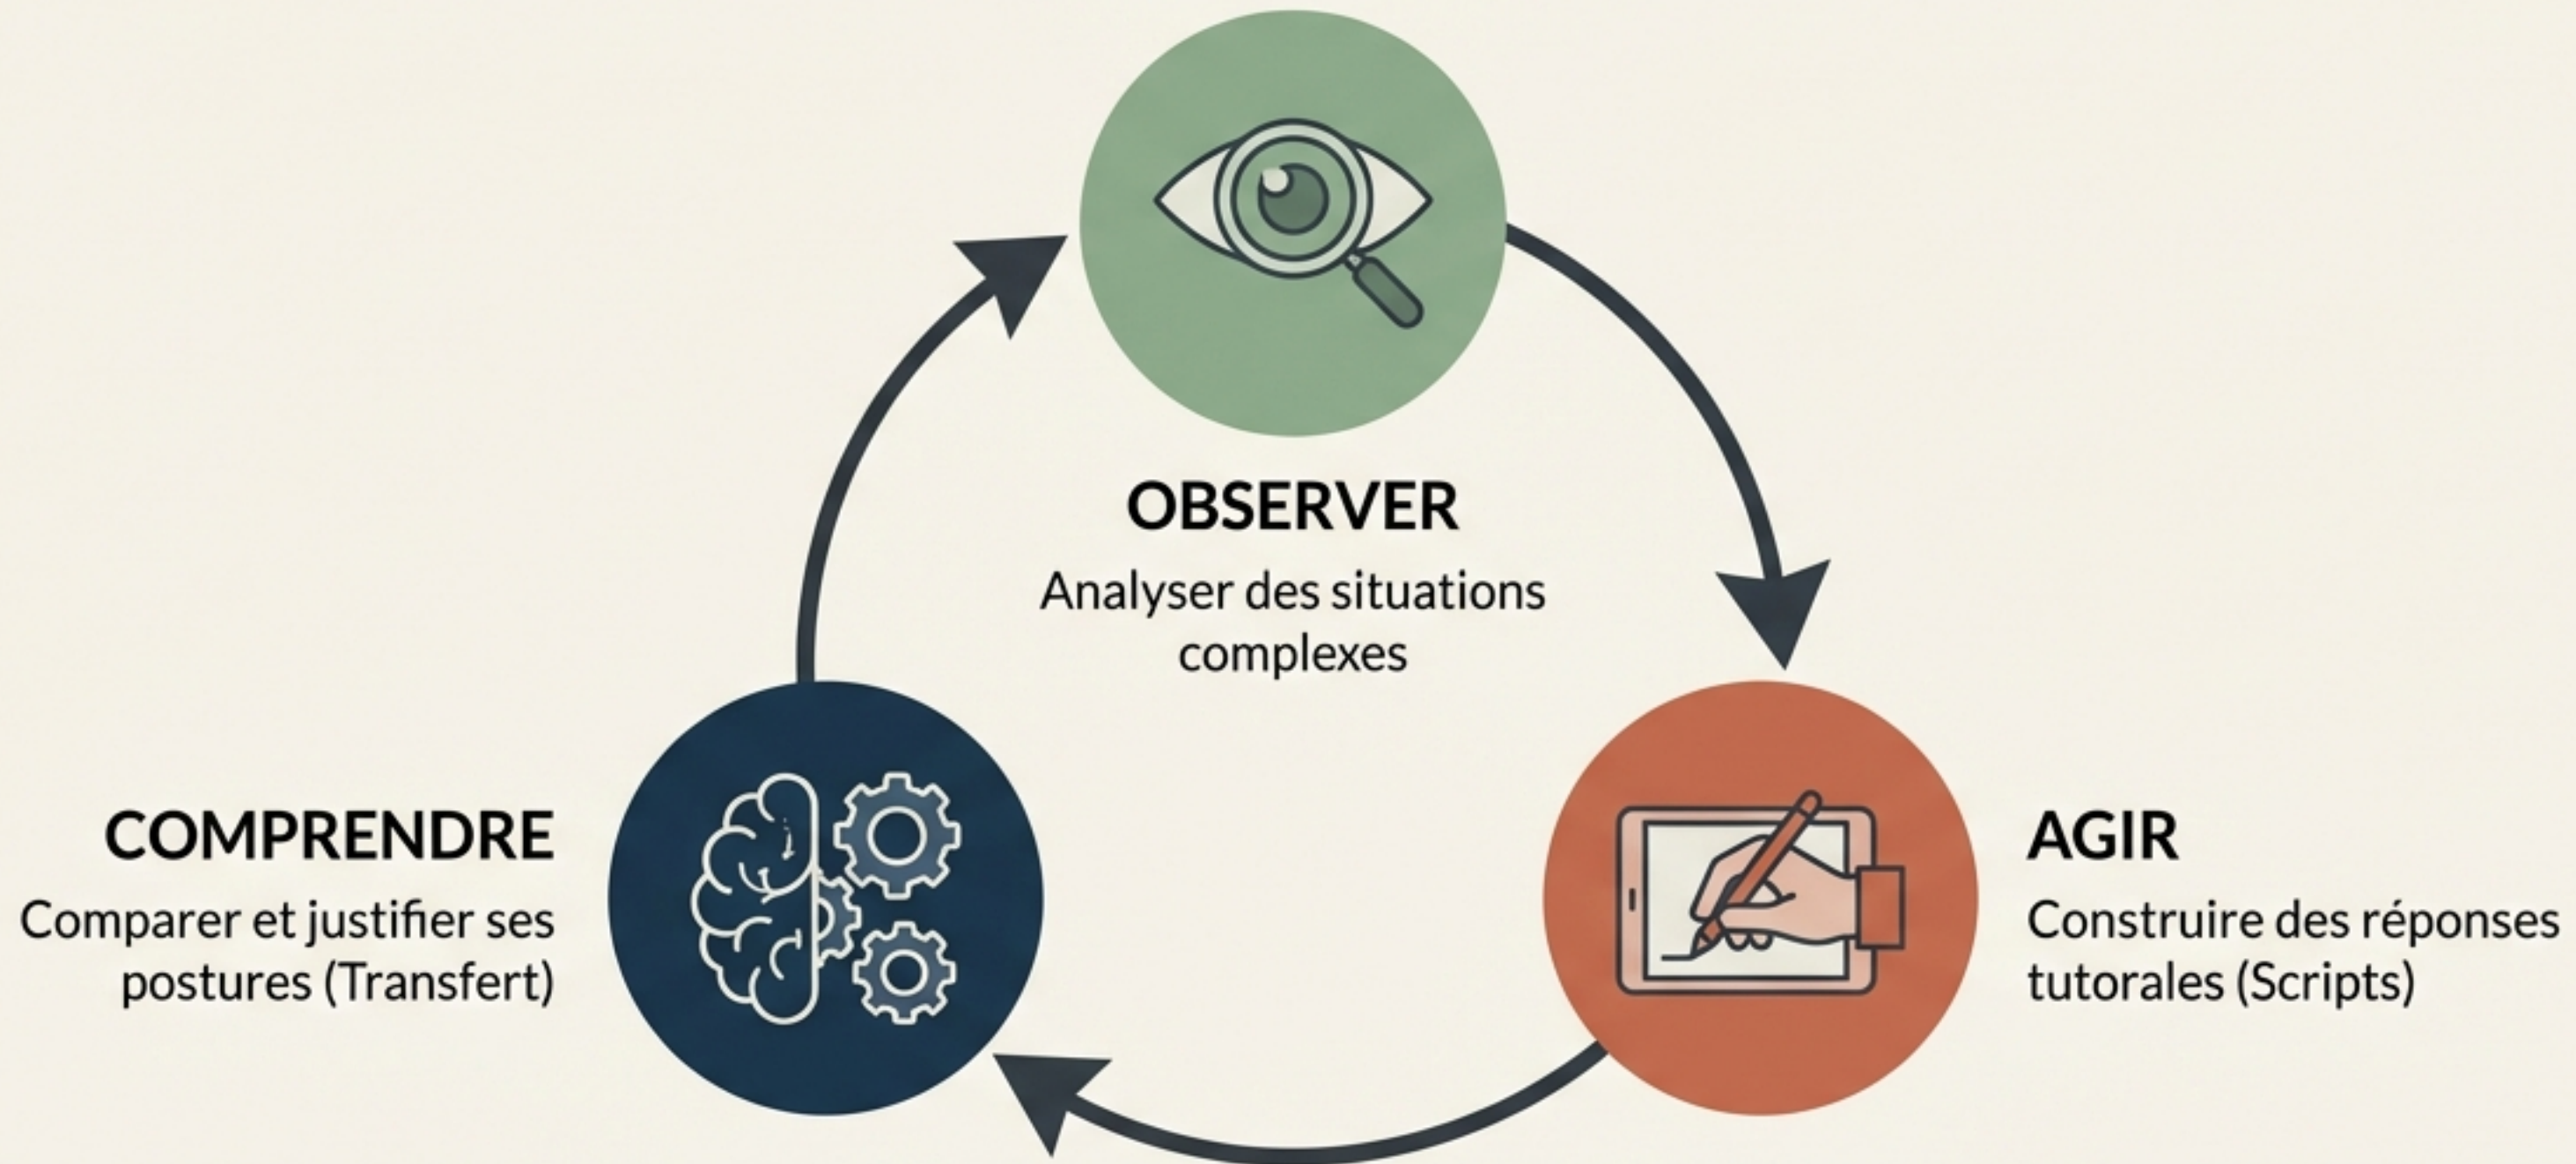 OBSERVER
Analyser des situations
complexes
COMPRENDRE
Comparer et justifier ses
postures (Transfert)
AGIR
Construire des réponses
tutorales (Scripts)